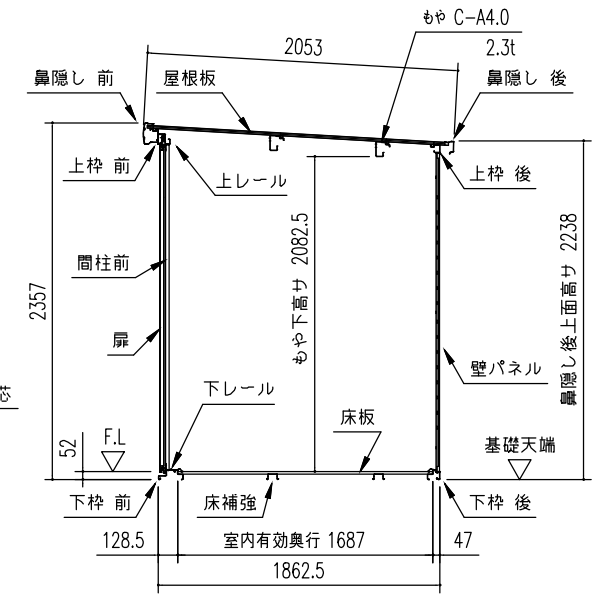 もや C-A4.0
2053
2.3t
鼻隠し 前
屋根板
鼻隠し 後
上枠 前
上レール
上枠 後
2357
間柱前
もや下高サ 2082.5
鼻隠し後上面高サ 2238
扉
壁パネル
下レール
52
F.L
床板
基礎天端
下枠 前
床補強
下枠 後
128.5
室内有効奥行 1687
47
1862.5